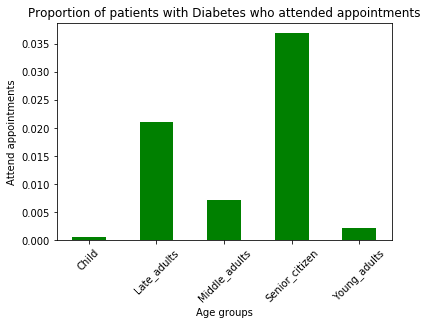 Proportion of patients with Diabetes who attended appointments
0.035
0.030
0.025
0.020
0.015
0.010
0.005
0.000
Attend appointments
Child
Late_adults
Middle_adults
Senior_citizen
Young_adults
Age groups